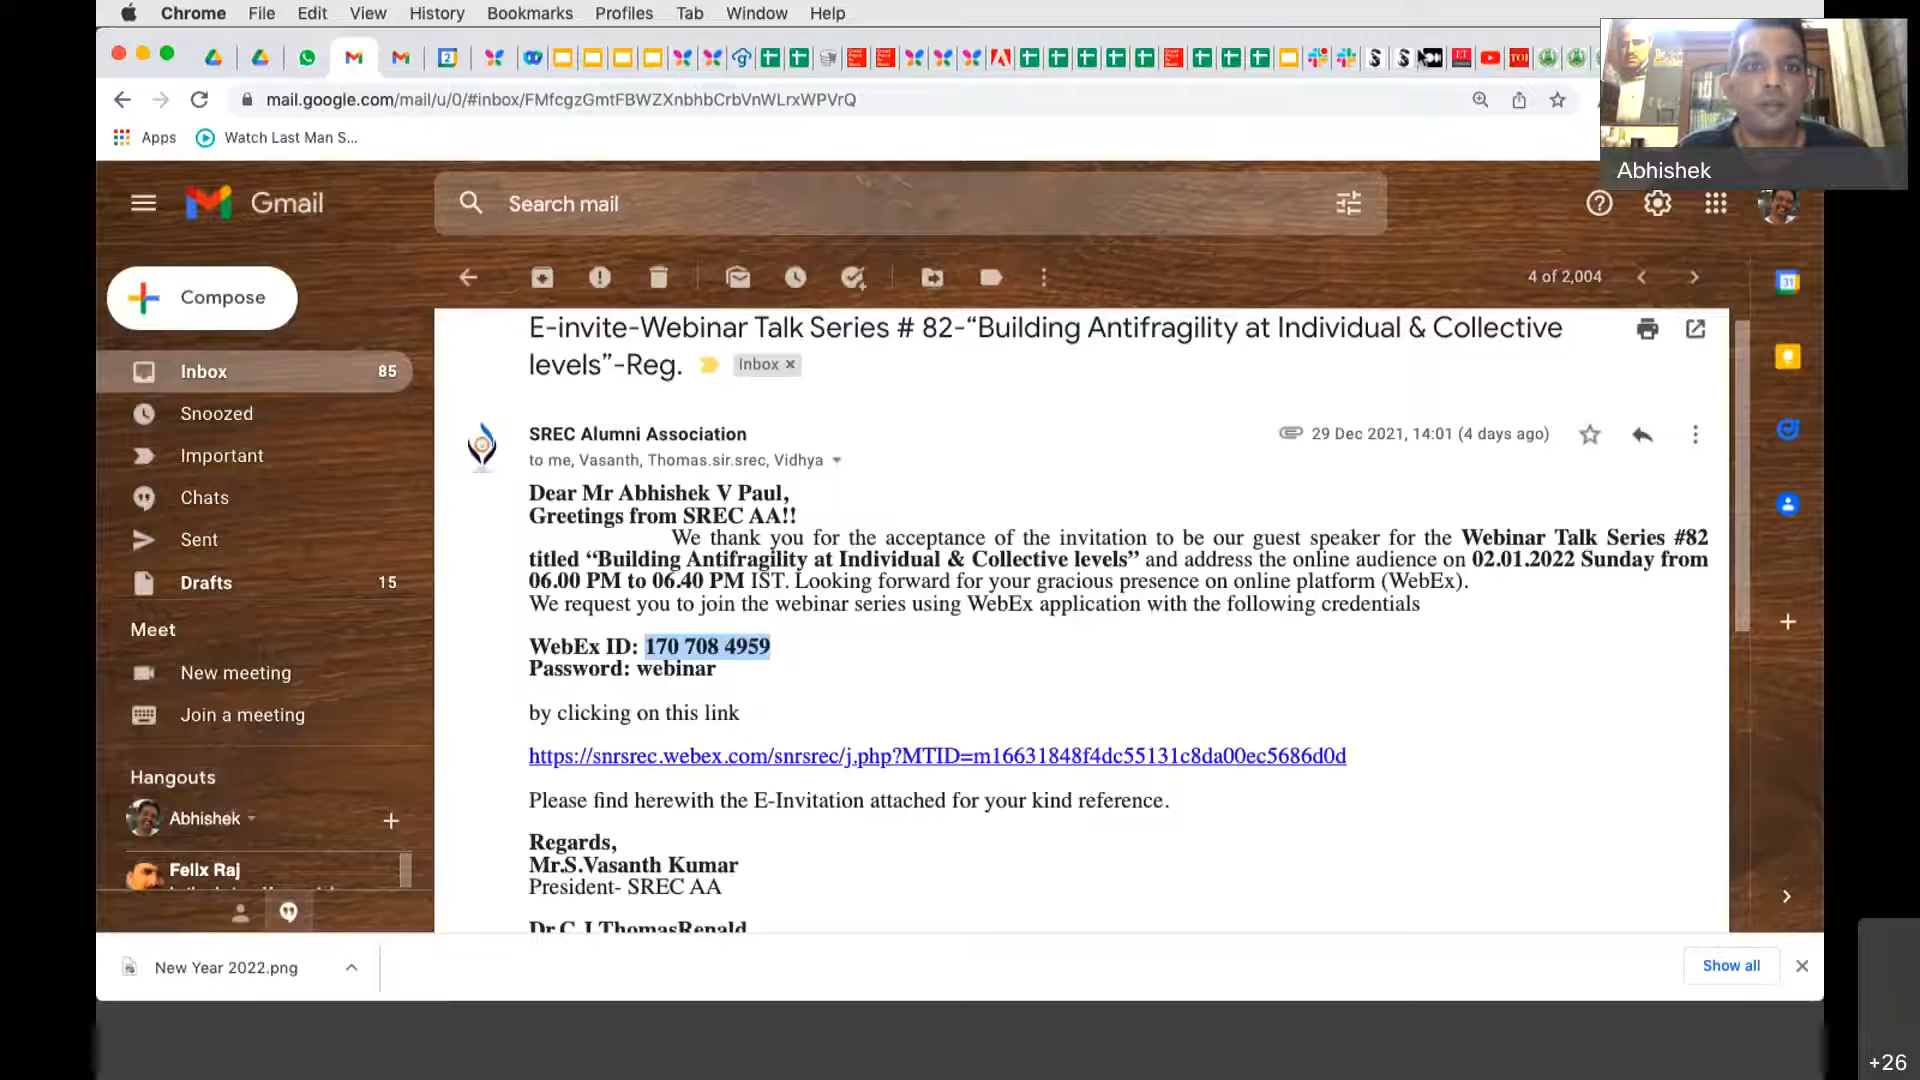 Chrome File Edit View History Bookmarks Profiles Tab Window Help
mail.google.com/mail/u/0/#inbox/FMfcgzGmtFBWZXnbhbCrbVnWLrxWPVrQ
Apps Watch Last Man S...
Abhishek
Gmail
Search mail
Compose
4 of 2,004
Inbox 85
Snoozed
Important
Chats
Sent
Drafts 15
Meet
New meeting
Join a meeting
Hangouts
Abhishek
Felix Raj
E-invite-Webinar Talk Series # 82-“Building Antifragility at Individual & Collective
levels”-Reg. Inbox ×
SREC Alumni Association 29 Dec 2021, 14:01 (4 days ago)
to me, Vasanth, Thomas.sir.srec, Vidhya
Dear Mr Abhishek V Paul,
Greetings from SREC AA!!
We thank you for the acceptance of the invitation to be our guest speaker for the Webinar Talk Series #82
titled “Building Antifragility at Individual & Collective levels” and address the online audience on 02.01.2022 Sunday from
06.00 PM to 06.40 PM IST. Looking forward for your gracious presence on online platform (WebEx).
We request you to join the webinar series using WebEx application with the following credentials
WebEx ID: 170 708 4959
Password: webinar
by clicking on this link
https://snrsrec.webex.com/snrsrec/j.php?MTID=m16631848f4dc55131c8da00ec5686d0d
Please find herewith the E-Invitation attached for your kind reference.
Regards,
Mr.S.Vasanth Kumar
President- SREC AA
Dr.C.J.ThomasRenald
New Year 2022.png
Show all
+26